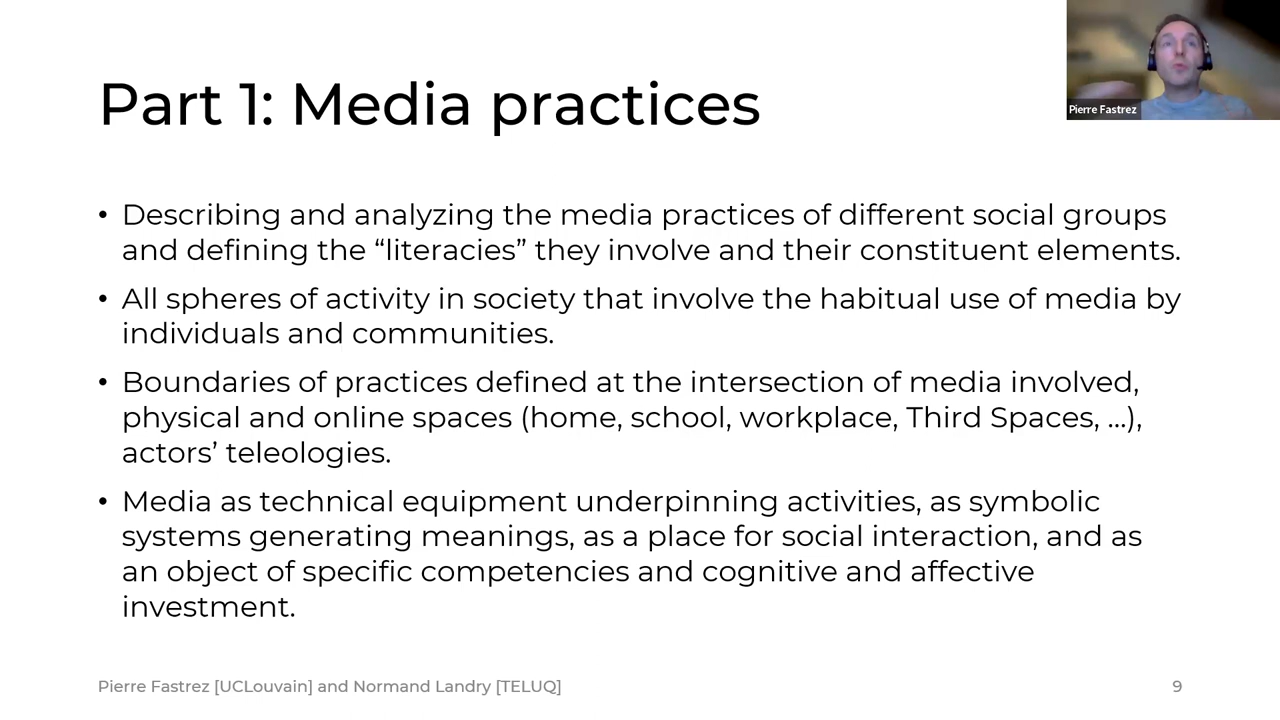 Part 1: Media practices
Pierre Fastrez
• Describing and analyzing the media practices of different social groups
and defining the “literacies” they involve and their constituent elements.
• All spheres of activity in society that involve the habitual use of media by
individuals and communities.
• Boundaries of practices defined at the intersection of media involved,
physical and online spaces (home, school, workplace, Third Spaces, …),
actors’ teleologies.
• Media as technical equipment underpinning activities, as symbolic
systems generating meanings, as a place for social interaction, and as
an object of specific competencies and cognitive and affective
investment.
Pierre Fastrez [UCLouvain] and Normand Landry [TELUQ]
9